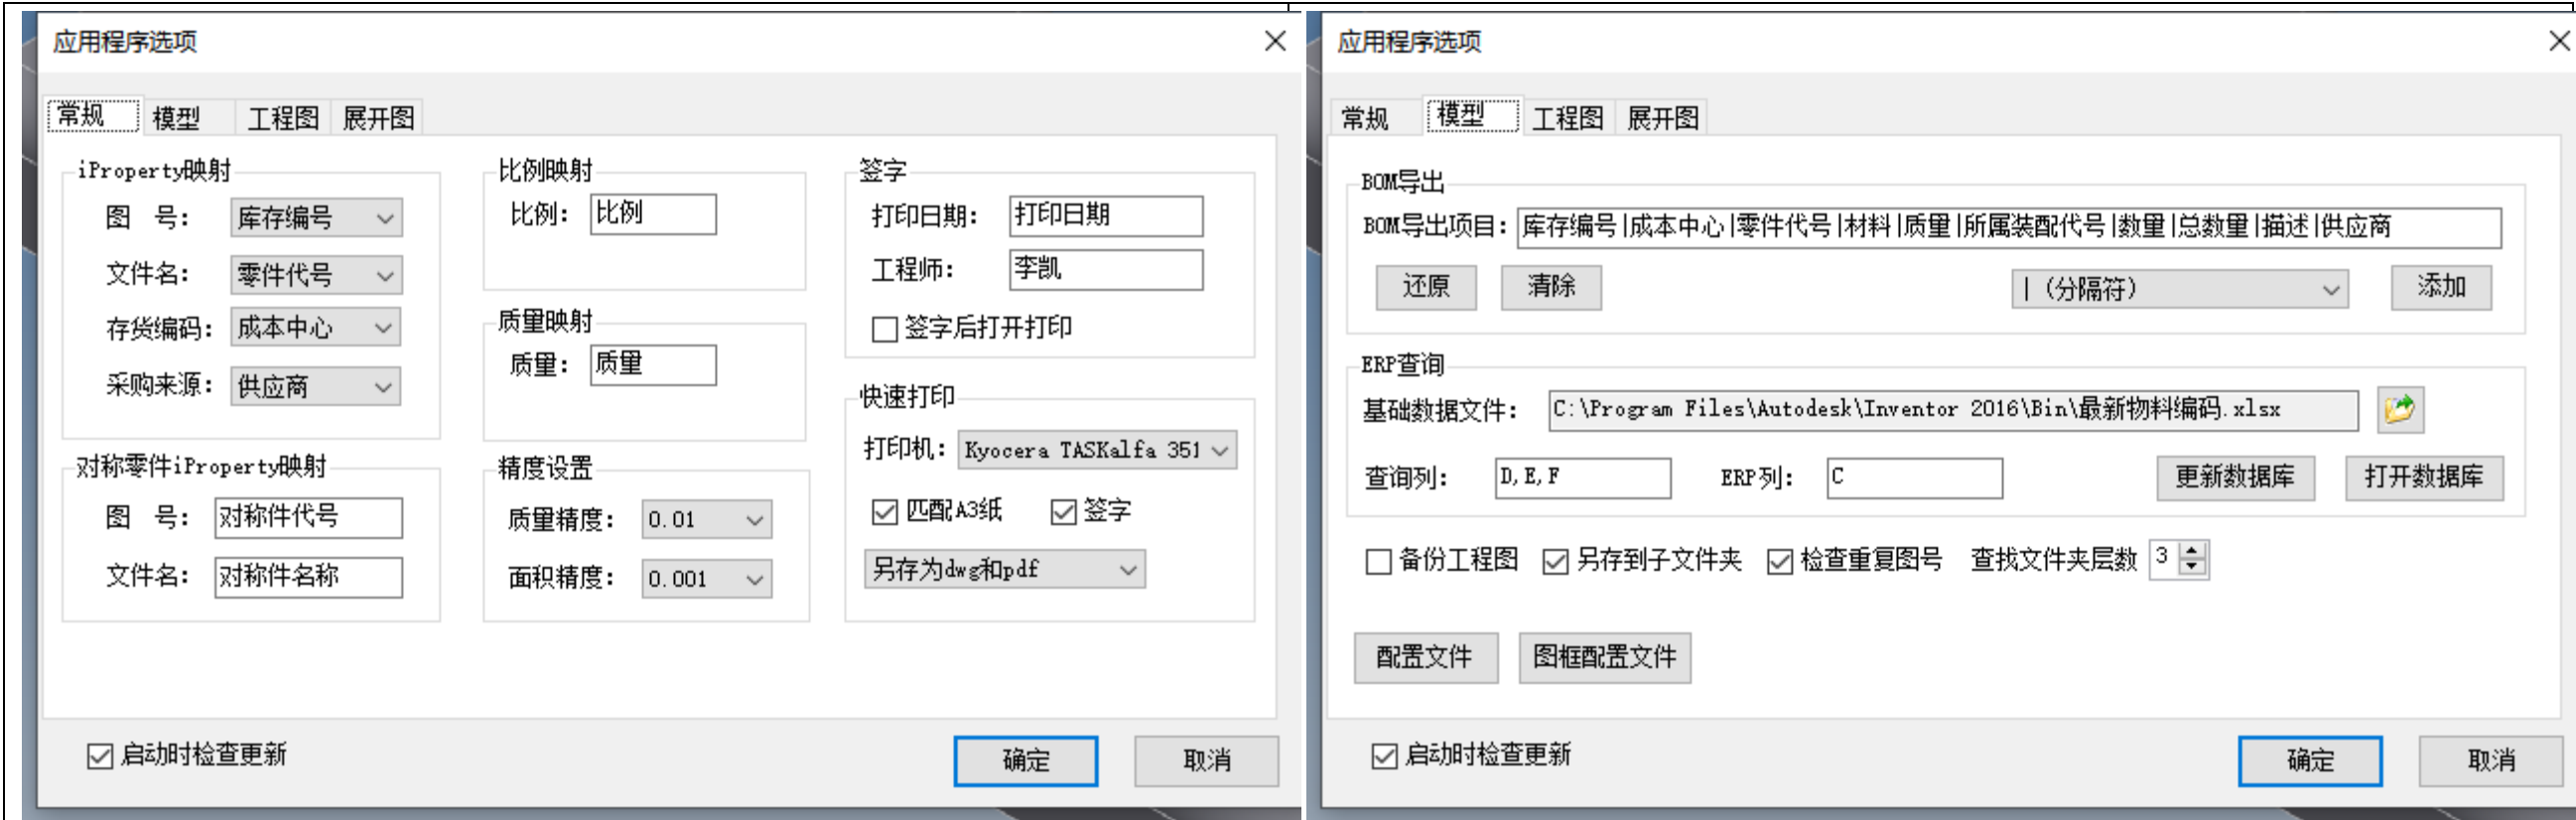 应用程序选项
常规 模型 工程图 展开图
iProperty映射
图 号： 库存编号
文件名： 零件代号
存货编码： 成本中心
采购来源： 供应商
对称零件iProperty映射
图 号： 对称件代号
文件名： 对称件名称
比例映射
比例： 比例
质量映射
质量： 质量
精度设置
质量精度： 0.01
面积精度： 0.001
签字
打印日期： 打印日期
工程师： 李凯
签字后打开打印
快速打印
打印机： Kyocera TASKalfa 351
匹配A3纸 签字
另存为dwg和pdf
启动时检查更新 确定 取消
应用程序选项
常规 模型 工程图 展开图
BOM导出
BOM导出项目： 库存编号|成本中心|零件代号|材料|质量|所属装配代号|数量|总数量|描述|供应商
还原 清除 |（分隔符） 添加
ERP查询
基础数据文件： C:\Program Files\Autodesk\Inventor 2016\Bin\最新物料编码.xlsx
查询列： D,E,F ERP列： C 更新数据库 打开数据库
备份工程图 另存到子文件夹 检查重复图号 查找文件夹层数 3
配置文件 图框配置文件
启动时检查更新 确定 取消